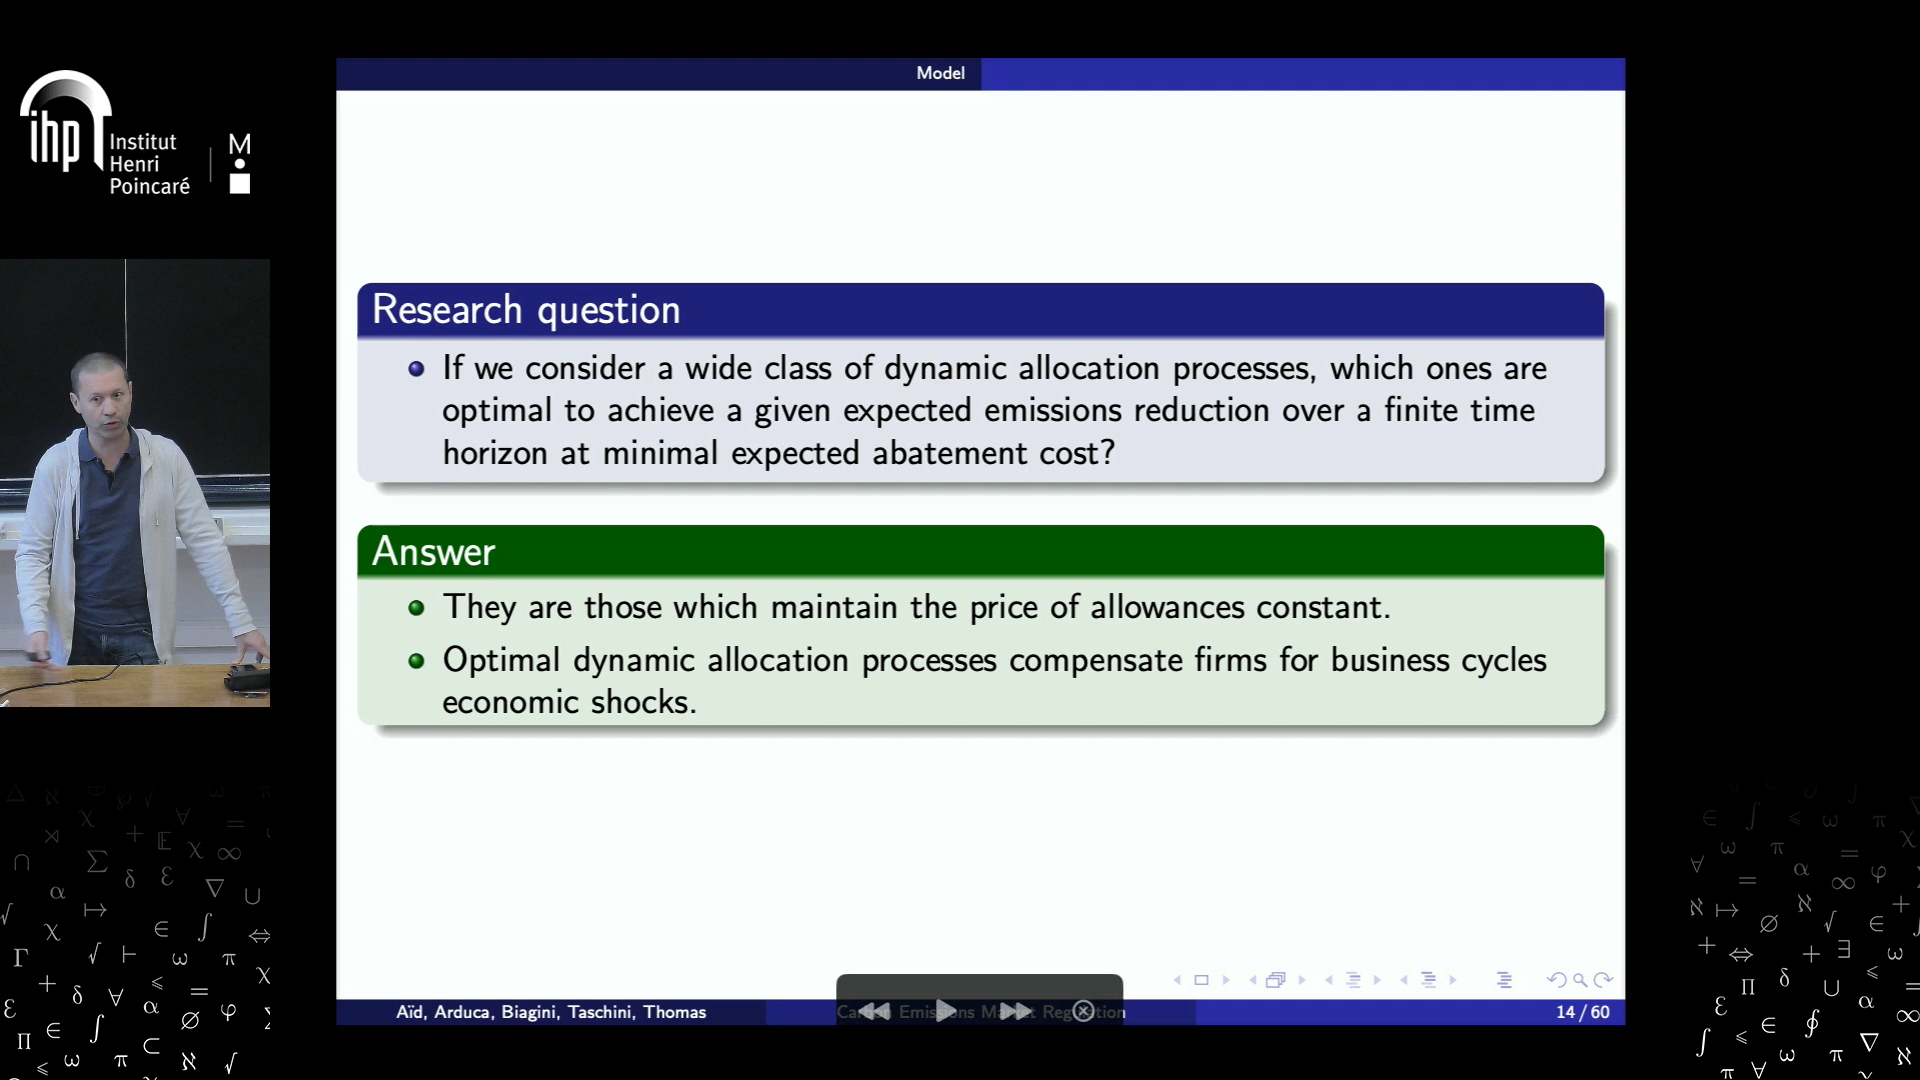 ihp
Institut
Henri
Poincaré
M
Model
Research question
If we consider a wide class of dynamic allocation processes, which ones are
optimal to achieve a given expected emissions reduction over a finite time
horizon at minimal expected abatement cost?
Answer
They are those which maintain the price of allowances constant.
Optimal dynamic allocation processes compensate firms for business cycles
economic shocks.
Aïd, Arduca, Biagini, Taschini, Thomas
Emissions
14 / 60